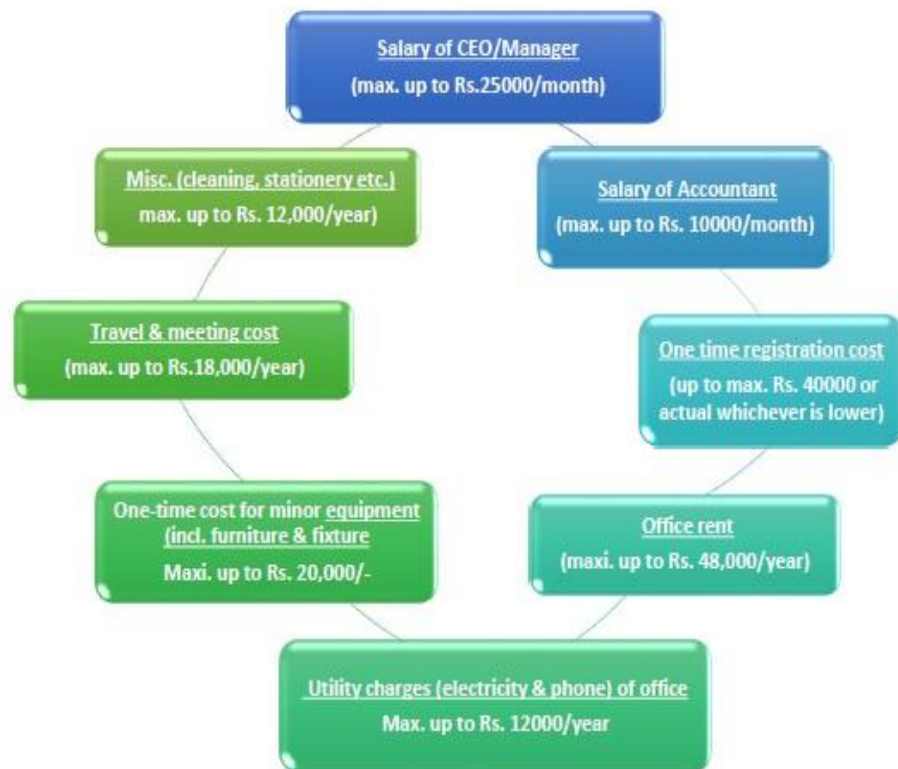 Salary of CEO/Manager
(max. up to Rs.25000/month)
Salary of Accountant
(max. up to Rs. 10000/month)
One time registration cost
(up to max. Rs. 40000 or
actual whichever is lower)
Office rent
(maxi. up to Rs. 48,000/year)
Utility charges (electricity & phone) of office
Max. up to Rs. 12000/year
One-time cost for minor equipment
(incl. furniture & fixture
Maxi. up to Rs. 20,000/-
Travel & meeting cost
(max. up to Rs.18,000/year)
Misc. (cleaning, stationery etc.)
max. up to Rs. 12,000/year)